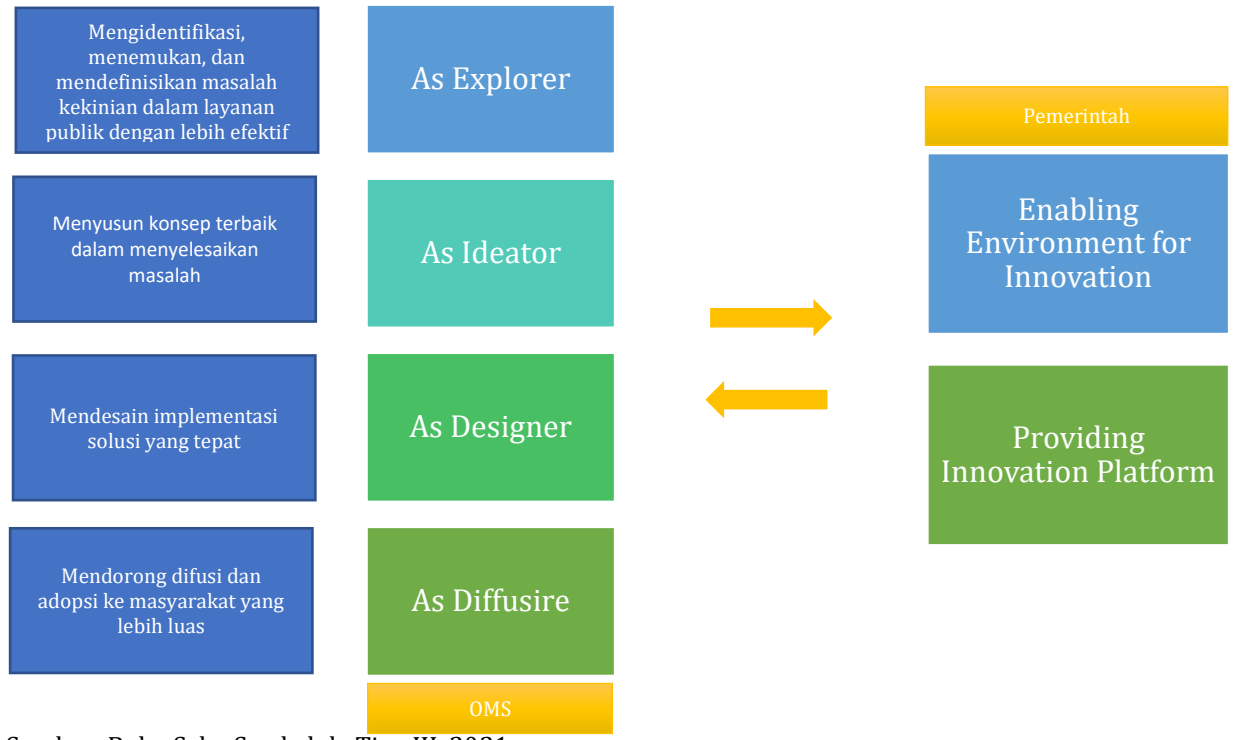 Mengidentifikasi,
menemukan, dan
mendefinisikan masalah
kekinian dalam layanan
publik dengan lebih efektif
As Explorer
Menyusun konsep terbaik
dalam menyelesaikan
masalah
As Ideator
Mendesain implementasi
solusi yang tepat
As Designer
Mendorong difusi dan
adopsi ke masyarakat yang
lebih luas
As Diffusire
OMS
Pemerintah
Enabling
Environment for
Innovation
Providing
Innovation Platform